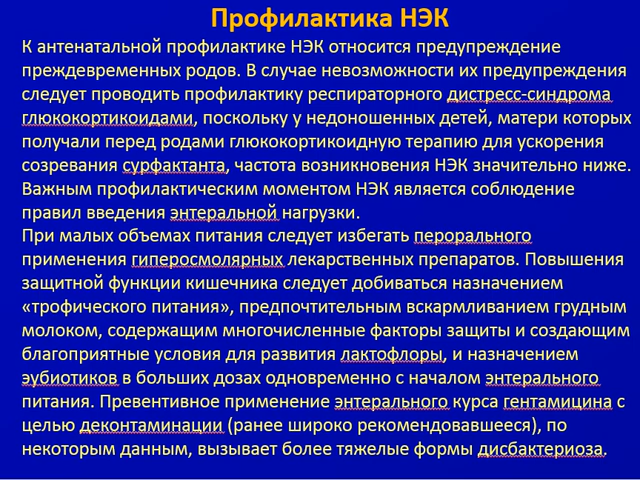 Профилактика НЭК
К антенатальной профилактике НЭК относится предупреждение
преждевременных родов. В случае невозможности их предупреждения
следует проводить профилактику респираторного дистресс-синдрома
глюкокортикоидами, поскольку у недоношенных детей, матери которых
получали перед родами глюкокортикоидную терапию для ускорения
созревания сурфактанта, частота возникновения НЭК значительно ниже.
Важным профилактическим моментом НЭК является соблюдение
правил введения энтеральной нагрузки.
При малых объемах питания следует избегать перорального
применения гиперосмолярных лекарственных препаратов. Повышения
защитной функции кишечника следует добиваться назначением
«трофического питания», предпочтительным вскармливанием грудным
молоком, содержащим многочисленные факторы защиты и создающим
благоприятные условия для развития лактофлоры, и назначением
эубиотиков в больших дозах одновременно с началом энтерального
питания. Превентивное применение энтерального курса гентамицина с
целью деконтаминации (ранее широко рекомендовавшееся), по
некоторым данным, вызывает более тяжелые формы дисбактериоза.